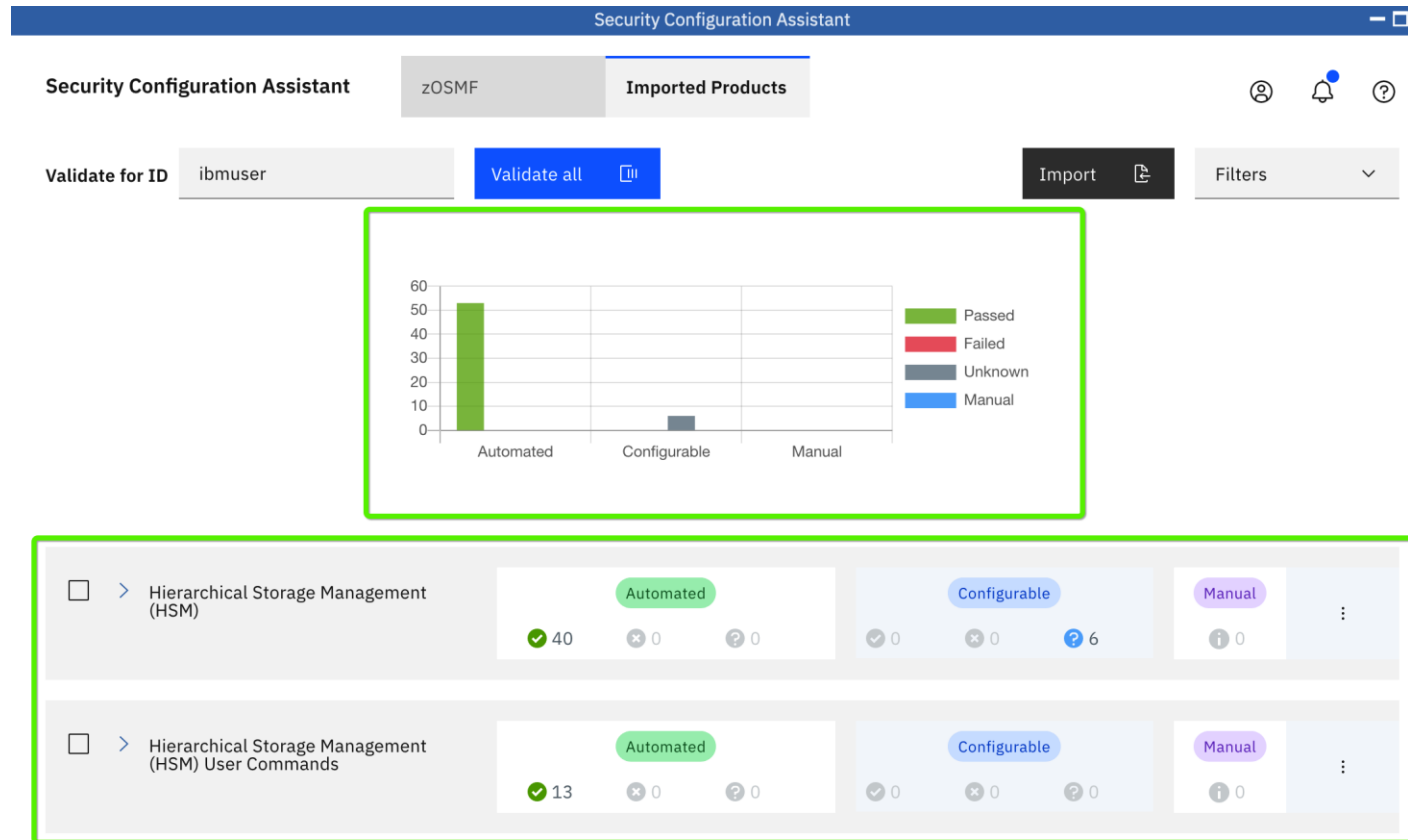 Security Configuration Assistant
Security Configuration Assistant
zOSMF
Imported Products
Validate for ID
ibmuser
Validate all
Import
Filters
60
50
40
30
20
10
0
Automated
Configurable
Manual
Passed
Failed
Unknown
Manual
Hierarchical Storage Management
(HSM)
Automated
40
0
0
Configurable
0
0
6
Manual
0
Hierarchical Storage Management
(HSM) User Commands
Automated
13
0
0
Configurable
0
0
0
Manual
0